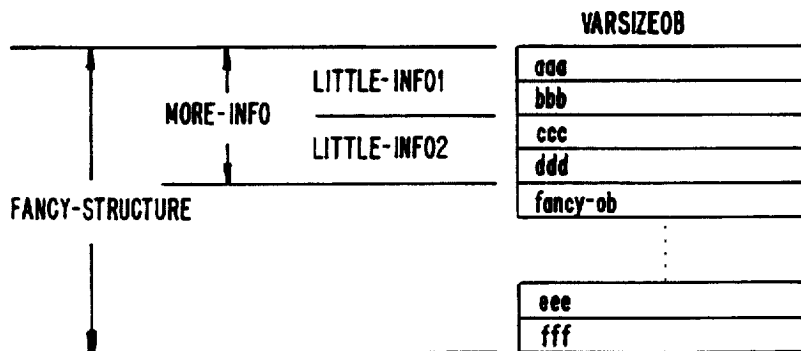 VARSIZEOB
aaa
LITTLE-INFO1
bbb
MORE-INFO
ccc
LITTLE-INFO2
ddd
FANCY-STRUCTURE
fancy-ob
eee
fff